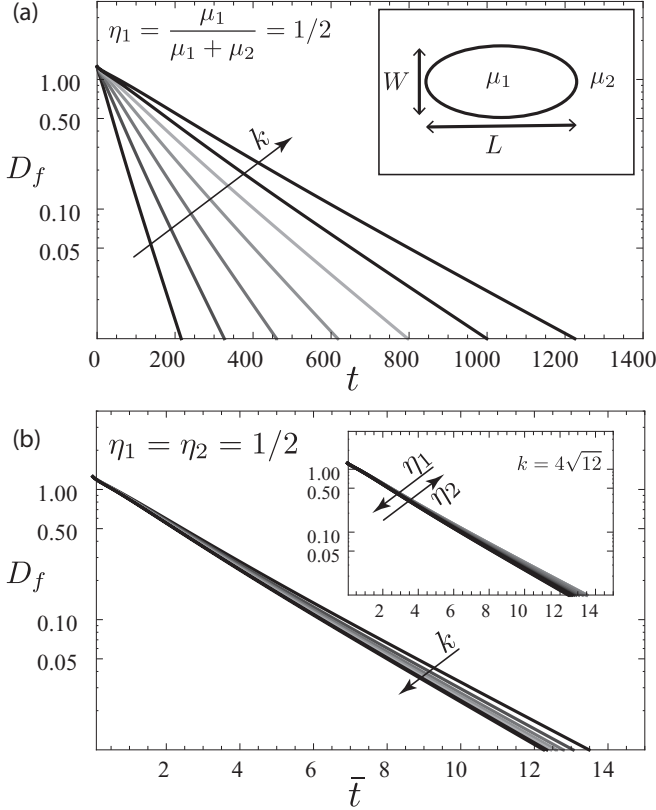 (a)
η₁ = μ₁ / (μ₁ + μ₂) = 1/2
W
μ₁
μ₂
L
1.00
0.50
D_f
0.10
0.05
k
0 200 400 600 800 1000 1200 1400
t
(b)
η₁ = η₂ = 1/2
k = 4√12
η₁
η₂
1.00
0.50
0.10
0.05
2 4 6 8 10 12 14
1.00
0.50
D_f
0.10
0.05
k
2 4 6 8 10 12 14
t̄